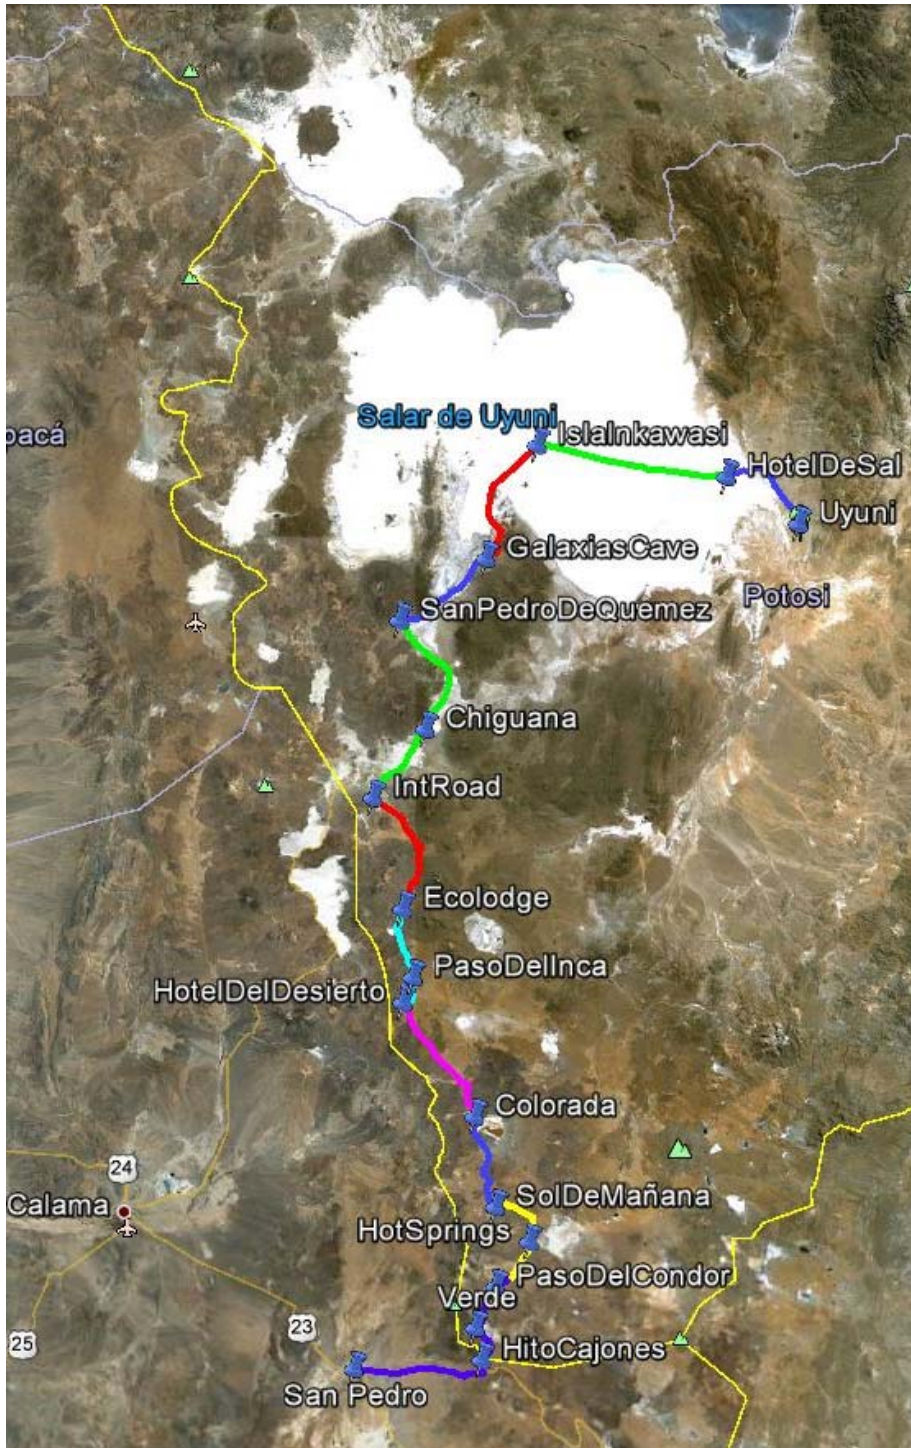 Salar de Uyuni
IslaInkawasi
pacá
HotelDeSal
Uyuni
GalaxiasCave
Potosi
SanPedroDeQuemez
Chiguana
IntRoad
Ecolodge
PasoDelInca
HotelDelDesierto
Colorada
24
Calama
SolDeMañana
HotSprings
PasoDelCondor
Verde
23
25
HitoCajones
San Pedro